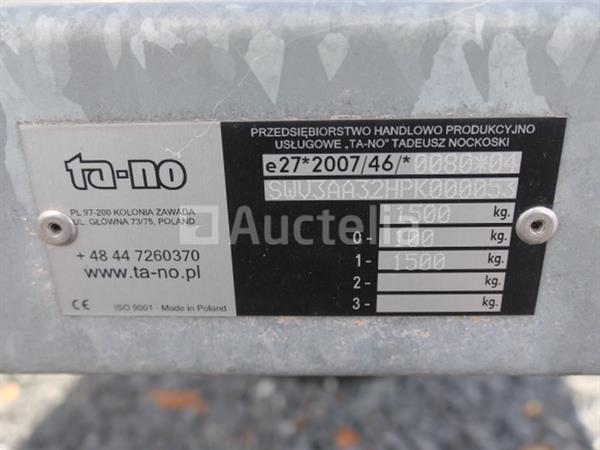 ta-no
PL 97-200 KOLONIA ZAWADA
UL. GŁÓWNA 73/75, POLAND
+ 48 44 7260370
www.ta-no.pl
CE
ISO 9001 · Made in Poland
PRZEDSIĘBIORSTWO HANDLOWO PRODUKCYJNO
USŁUGOWE „TA-NO" TADEUSZ NOCKOSKI
e27*2007/46/*0080*04
SWV3AA32HPK000053
1500 kg.
0- kg.
1- 1500 kg.
2- kg.
3- kg.
Auctelia